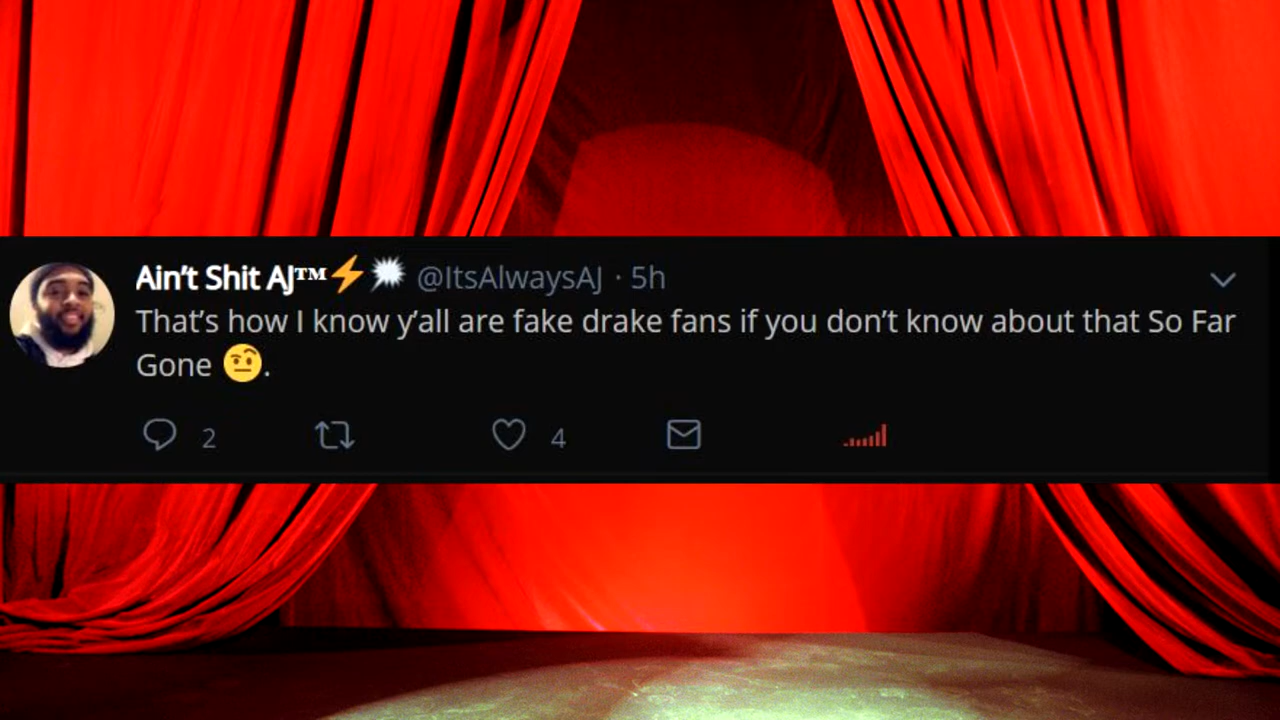 Ain't Shit AJ™⚡🗯 @ItsAlwaysAJ · 5h
That's how I know y'all are fake drake fans if you don't know about that So Far
Gone 🤨.
2 4